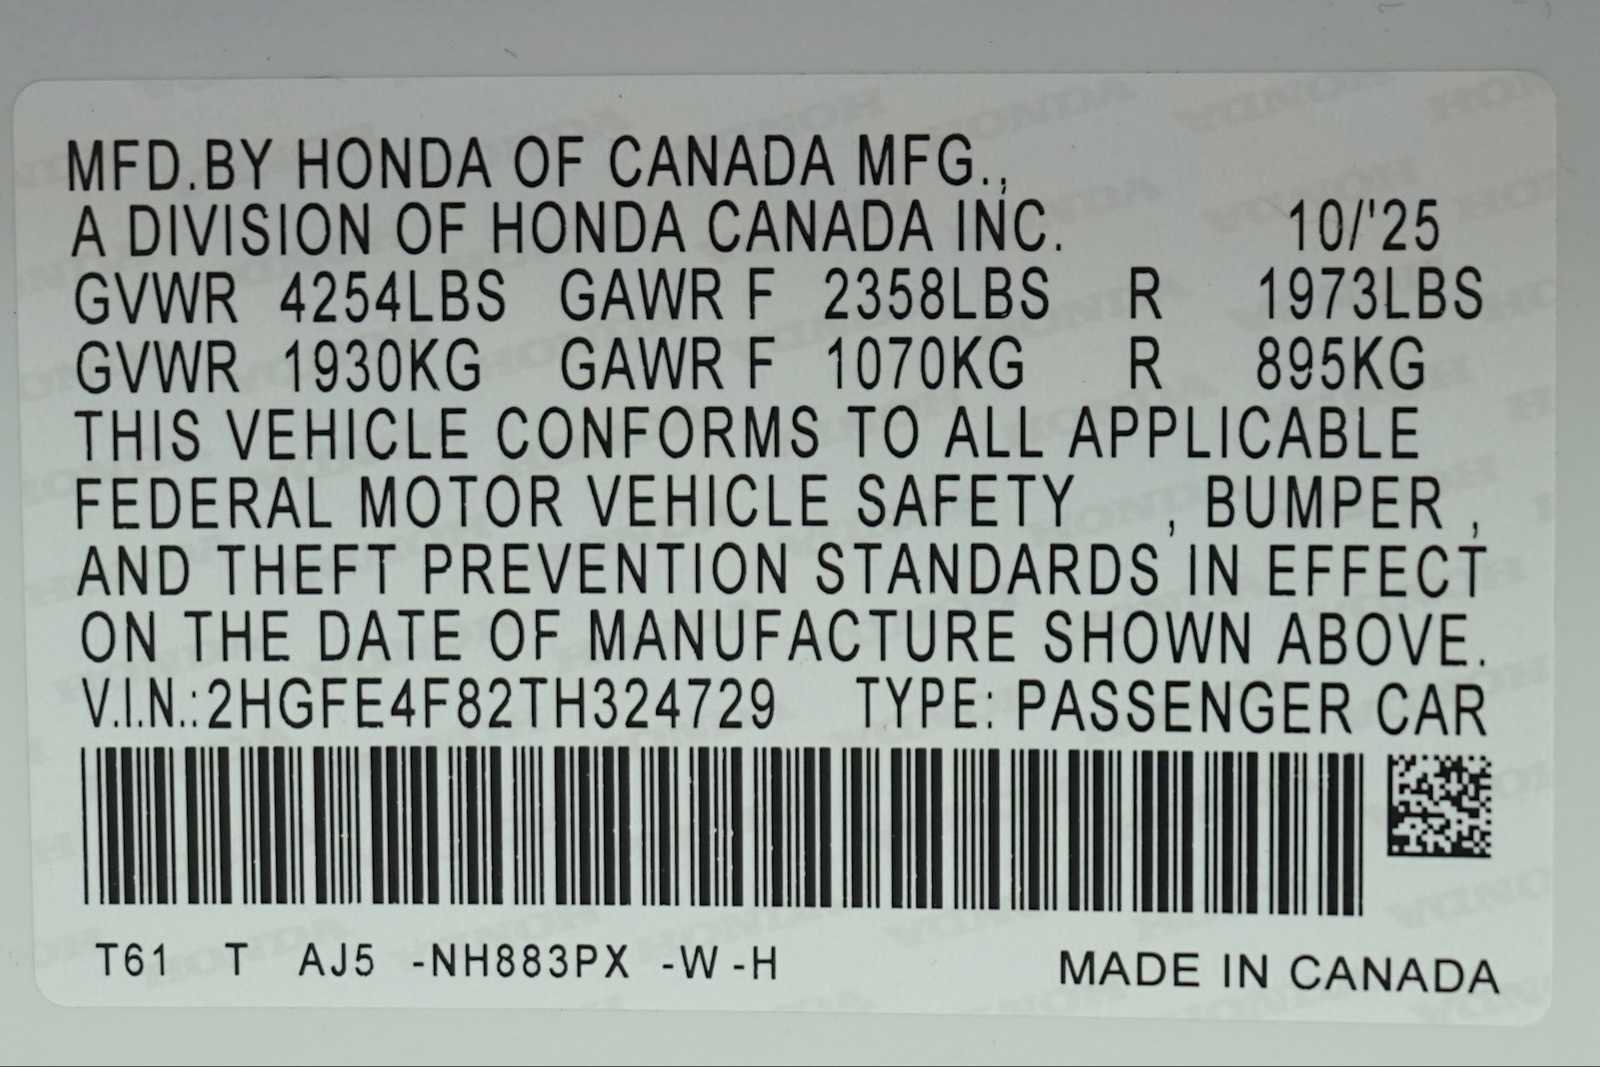 MFD.BY HONDA OF CANADA MFG.,
A DIVISION OF HONDA CANADA INC. 10/'25
GVWR 4254LBS GAWR F 2358LBS R 1973LBS
GVWR 1930KG GAWR F 1070KG R 895KG
THIS VEHICLE CONFORMS TO ALL APPLICABLE
FEDERAL MOTOR VEHICLE SAFETY , BUMPER ,
AND THEFT PREVENTION STANDARDS IN EFFECT
ON THE DATE OF MANUFACTURE SHOWN ABOVE.
V.I.N.:2HGFE4F82TH324729 TYPE: PASSENGER CAR
T61 T AJ5 -NH883PX -W -H MADE IN CANADA